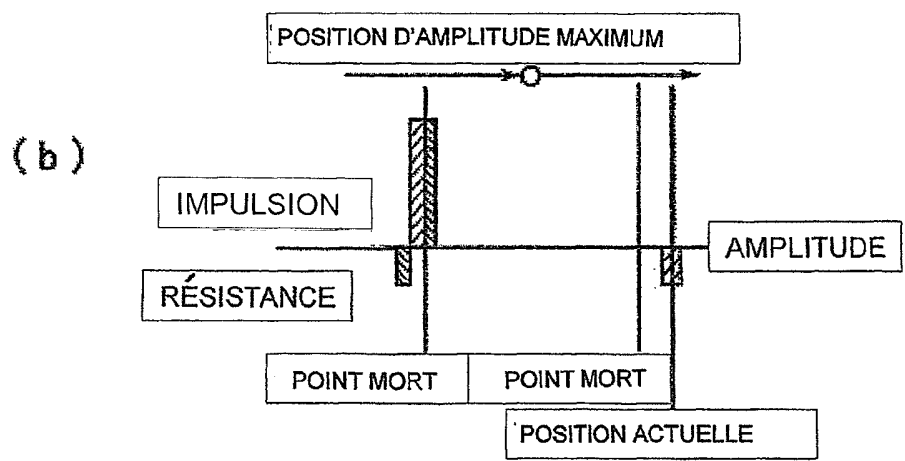 POSITION D'AMPLITUDE MAXIMUM
(b)
IMPULSION
AMPLITUDE
RÉSISTANCE
POINT MORT POINT MORT
POSITION ACTUELLE